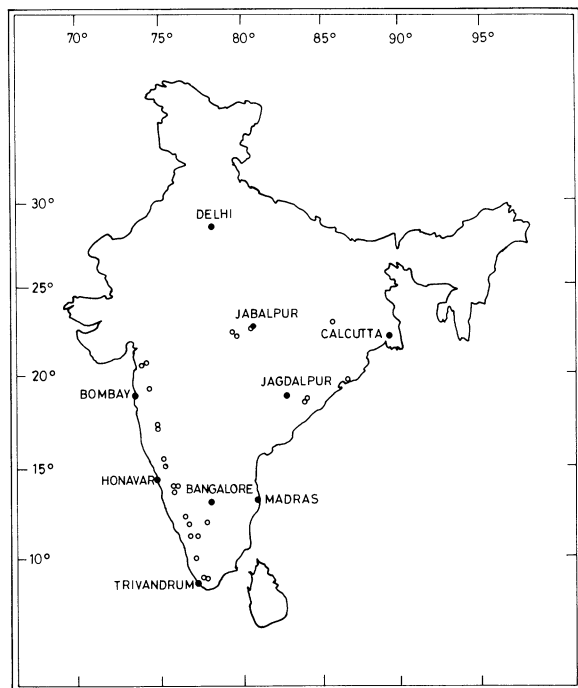 70° 75° 80° 85° 90° 95°
30°
DELHI
25°
JABALPUR
CALCUTTA
20°
JAGDALPUR
BOMBAY
15°
HONAVAR
BANGALORE
MADRAS
10°
TRIVANDRUM